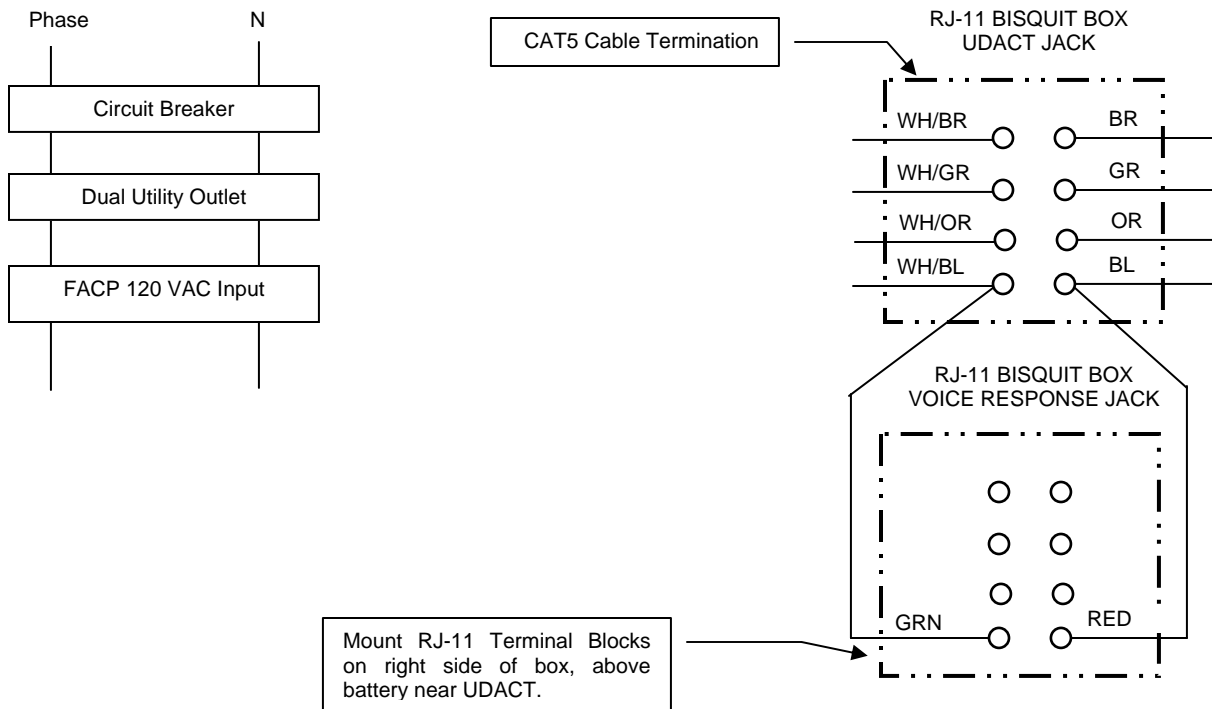 Phase
N
Circuit Breaker
Dual Utility Outlet
FACP 120 VAC Input
CAT5 Cable Termination
RJ-11 BISQUIT BOX
UDACT JACK
WH/BR
BR
WH/GR
GR
WH/OR
OR
WH/BL
BL
RJ-11 BISQUIT BOX
VOICE RESPONSE JACK
GRN
RED
Mount RJ-11 Terminal Blocks
on right side of box, above
battery near UDACT.